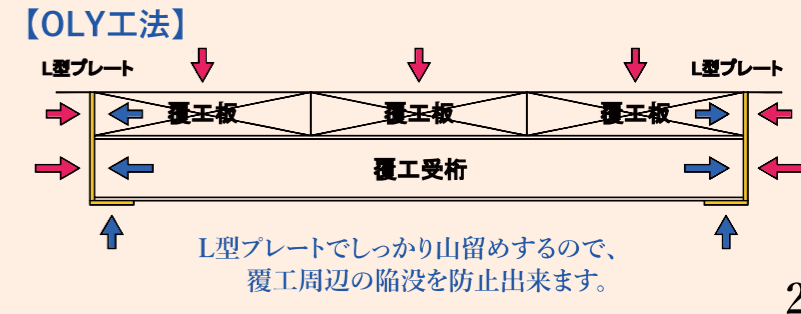 【OLY工法】
L型プレート
L型プレート
覆工板
覆工板
覆工板
覆工受桁
L型プレートでしっかり山留めするので、
覆工周辺の陥没を防止出来ます。
2